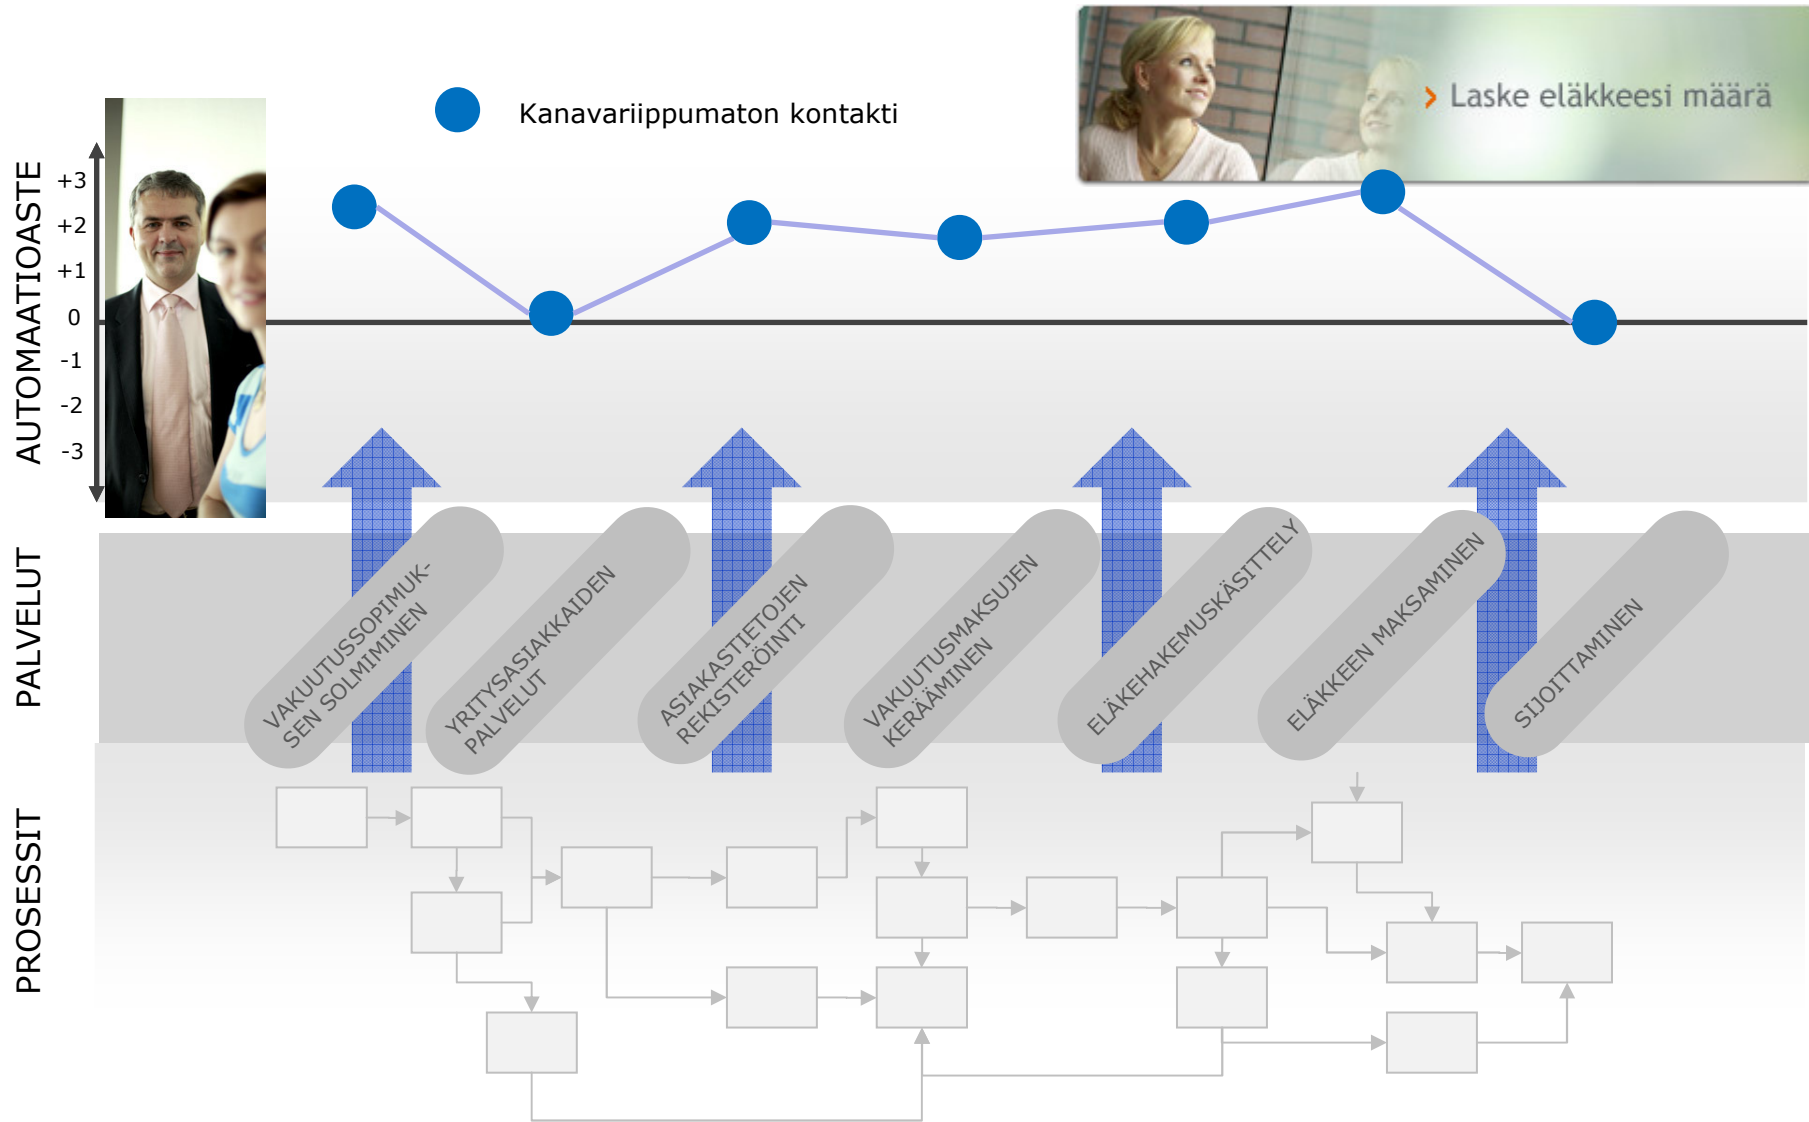 Kanavariippumaton kontakti
> Laske eläkkeesi määrä
AUTOMAATIOASTE
+3
+2
+1
0
-1
-2
-3
PALVELUT
VAKUUTUSSOPIMUK-
SEN SOLMIMINEN
YRITYSASIAKKAIDEN
PALVELUT
ASIAKASTIETOJEN
REKISTERÖINTI
VAKUUTUSMAKSUJEN
KERÄÄMINEN
ELÄKEHAKEMUSKÄSITTELY
ELÄKKEEN MAKSAMINEN
SIJOITTAMINEN
PROSESSIT